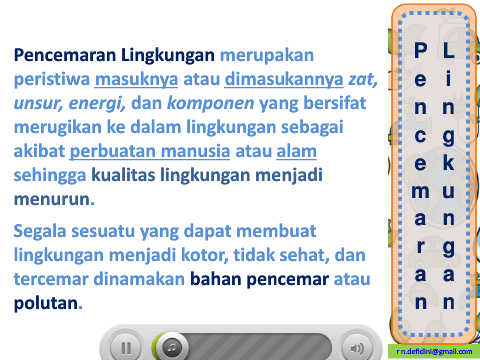 Pencemaran Lingkungan merupakan
peristiwa masuknya atau dimasukannya zat,
unsur, energi, dan komponen yang bersifat
merugikan ke dalam lingkungan sebagai
akibat perbuatan manusia atau alam
sehingga kualitas lingkungan menjadi
menurun.
Segala sesuatu yang dapat membuat
lingkungan menjadi kotor, tidak sehat, dan
tercemar dinamakan bahan pencemar atau
polutan.
Pencemaran
Lingkungan
r n.defidini@gmail.com